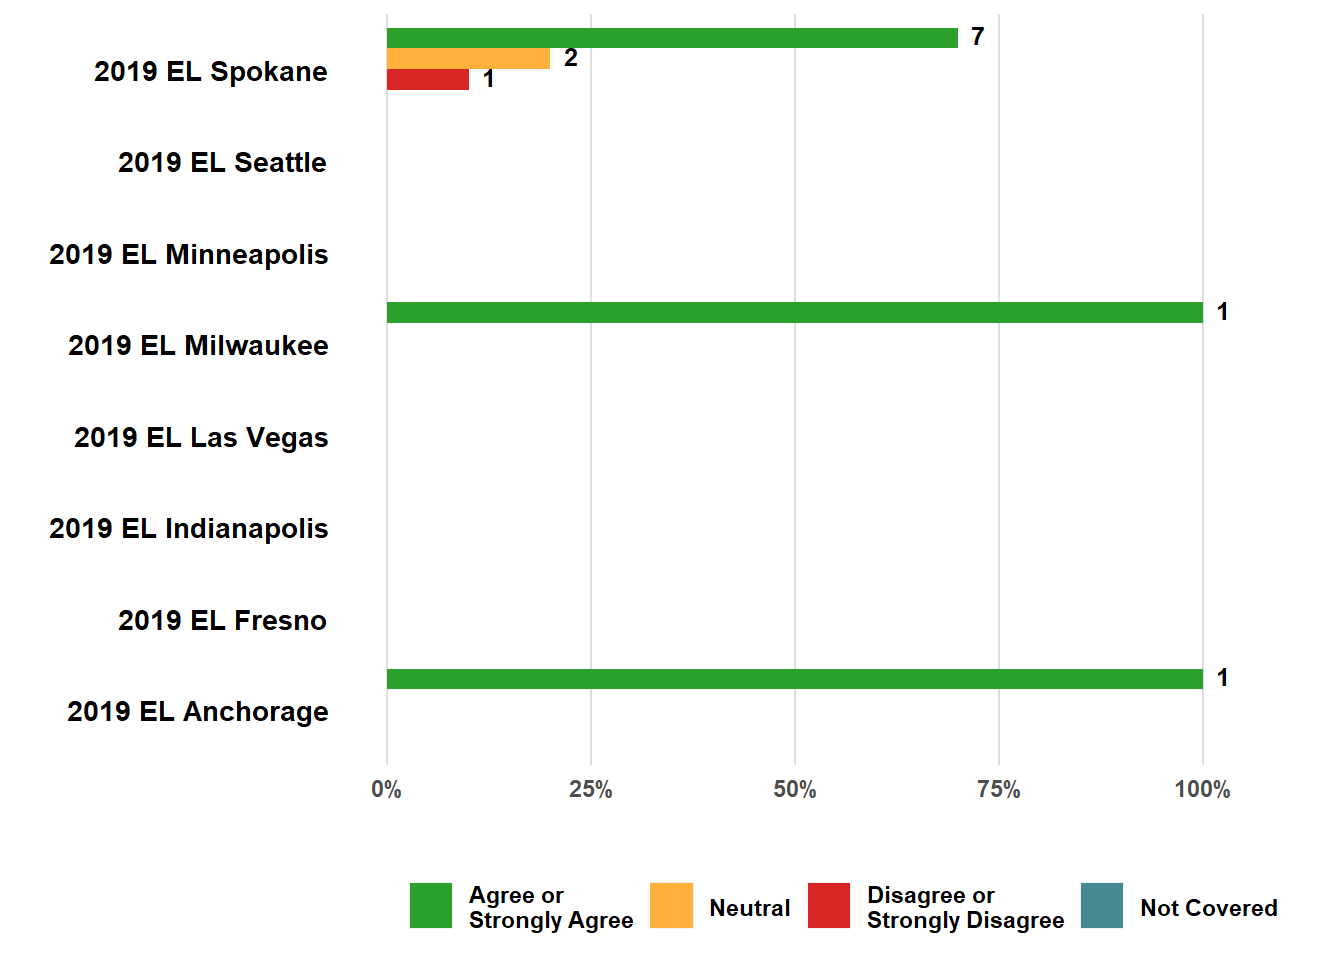 7
2
2019 EL Spokane
1
2019 EL Seattle
2019 EL Minneapolis
1
2019 EL Milwaukee
2019 EL Las Vegas
2019 EL Indianapolis
2019 EL Fresno
1
2019 EL Anchorage
0% 25% 50% 75% 100%
Agree or
Strongly Agree
Neutral
Disagree or
Strongly Disagree
Not Covered